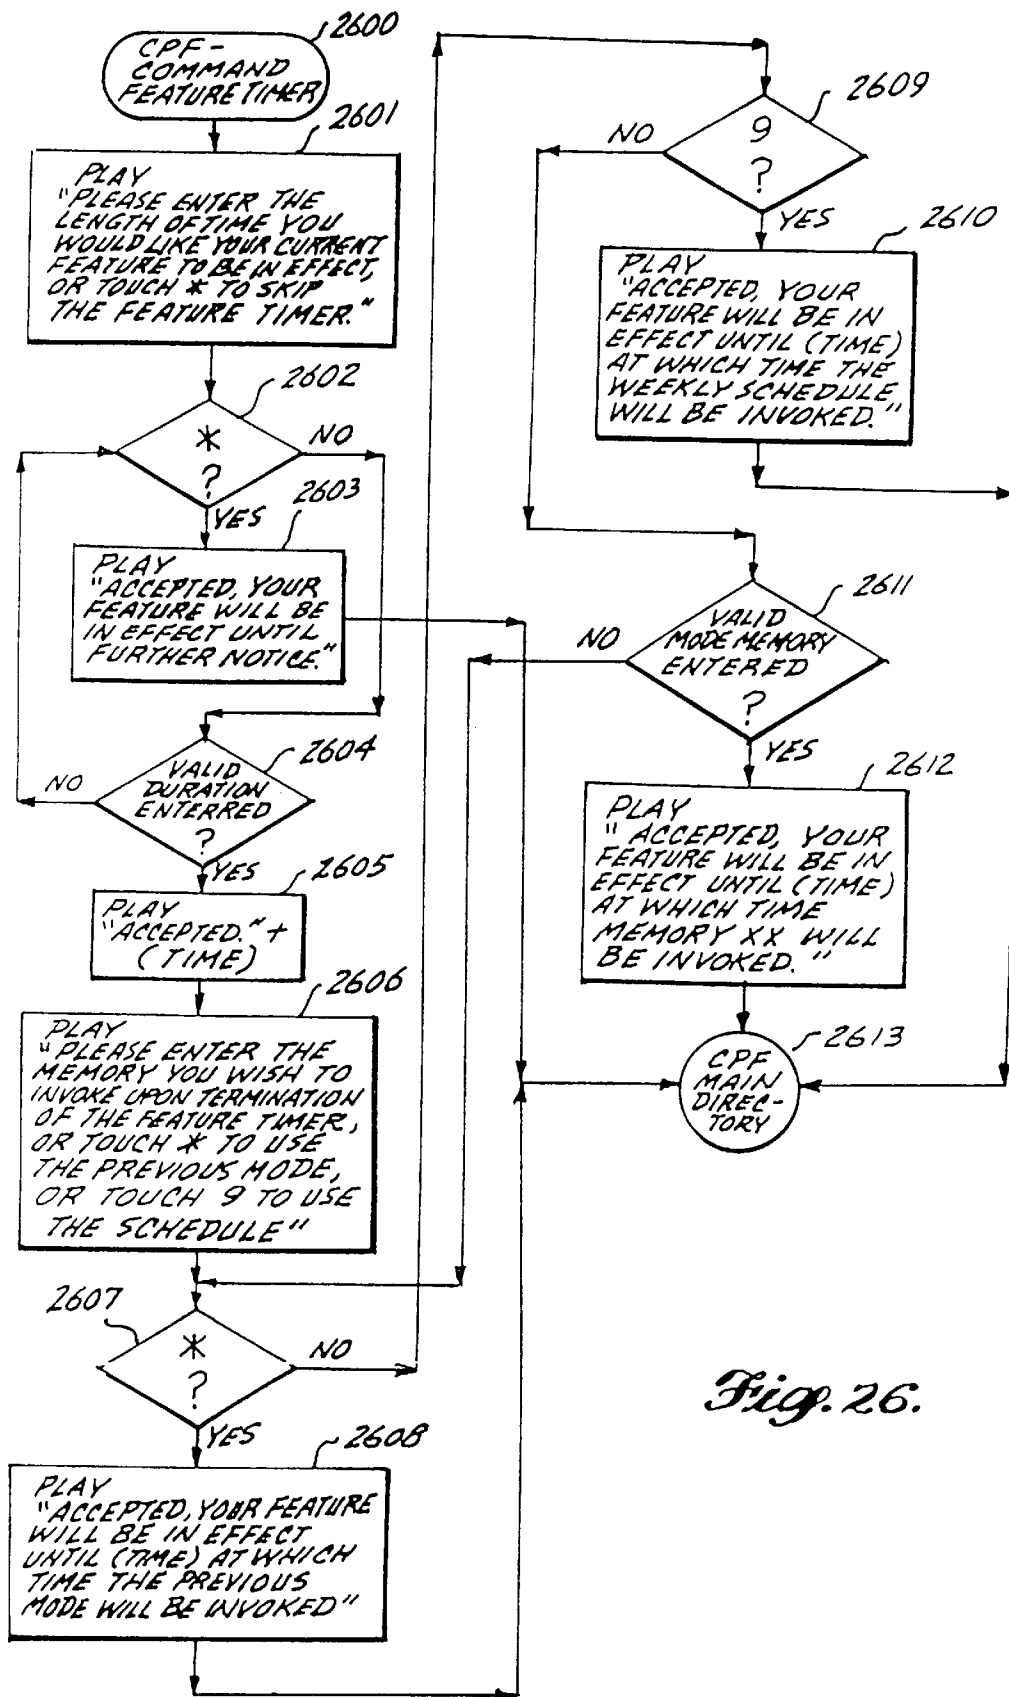 2600
CPF-
COMMAND
FEATURE TIMER
2601
PLAY
"PLEASE ENTER THE
LENGTH OF TIME YOU
WOULD LIKE YOUR CURRENT
FEATURE TO BE IN EFFECT,
OR TOUCH * TO SKIP
THE FEATURE TIMER."
2602
*
?
NO
YES
2603
PLAY
"ACCEPTED, YOUR
FEATURE WILL BE
IN EFFECT UNTIL
FURTHER NOTICE."
2604
VALID
DURATION
ENTERRED
?
NO
YES
2605
PLAY
"ACCEPTED." +
(TIME)
2606
PLAY
"PLEASE ENTER THE
MEMORY YOU WISH TO
INVOKE UPON TERMINATION
OF THE FEATURE TIMER,
OR TOUCH * TO USE
THE PREVIOUS MODE,
OR TOUCH 9 TO USE
THE SCHEDULE"
2607
*
?
NO
YES
2608
PLAY
"ACCEPTED, YOUR FEATURE
WILL BE IN EFFECT
UNTIL (TIME) AT WHICH
TIME THE PREVIOUS
MODE WILL BE INVOKED"
2609
9
?
NO
YES
2610
PLAY
"ACCEPTED, YOUR
FEATURE WILL BE IN
EFFECT UNTIL (TIME)
AT WHICH TIME THE
WEEKLY SCHEDULE
WILL BE INVOKED."
2611
VALID
MODE MEMORY
ENTERED
?
NO
YES
2612
PLAY
"ACCEPTED, YOUR
FEATURE WILL BE IN
EFFECT UNTIL (TIME)
AT WHICH TIME
MEMORY XX WILL
BE INVOKED."
2613
CPF
MAIN
DIREC-
TORY
Fig. 26.